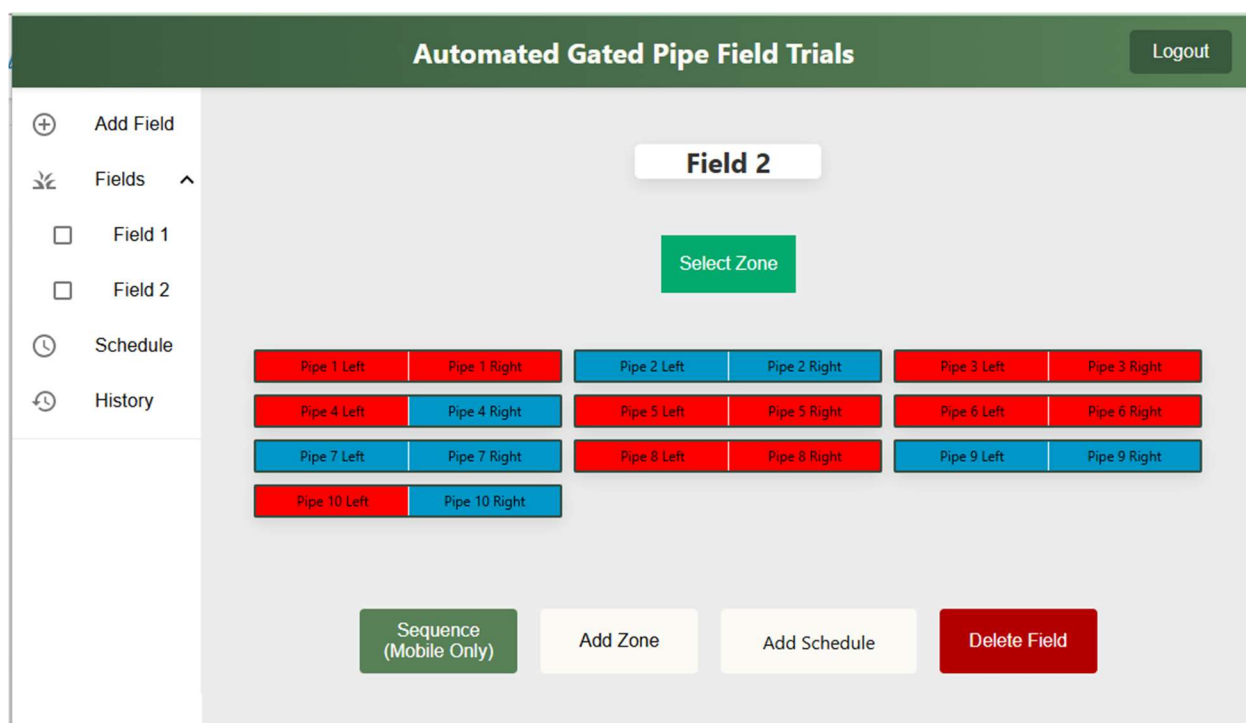 Automated Gated Pipe Field Trials
Logout
Add Field
Fields
Field 1
Field 2
Schedule
History
Field 2
Select Zone
Pipe 1 Left Pipe 1 Right Pipe 2 Left Pipe 2 Right Pipe 3 Left Pipe 3 Right
Pipe 4 Left Pipe 4 Right Pipe 5 Left Pipe 5 Right Pipe 6 Left Pipe 6 Right
Pipe 7 Left Pipe 7 Right Pipe 8 Left Pipe 8 Right Pipe 9 Left Pipe 9 Right
Pipe 10 Left Pipe 10 Right
Sequence
(Mobile Only)
Add Zone
Add Schedule
Delete Field